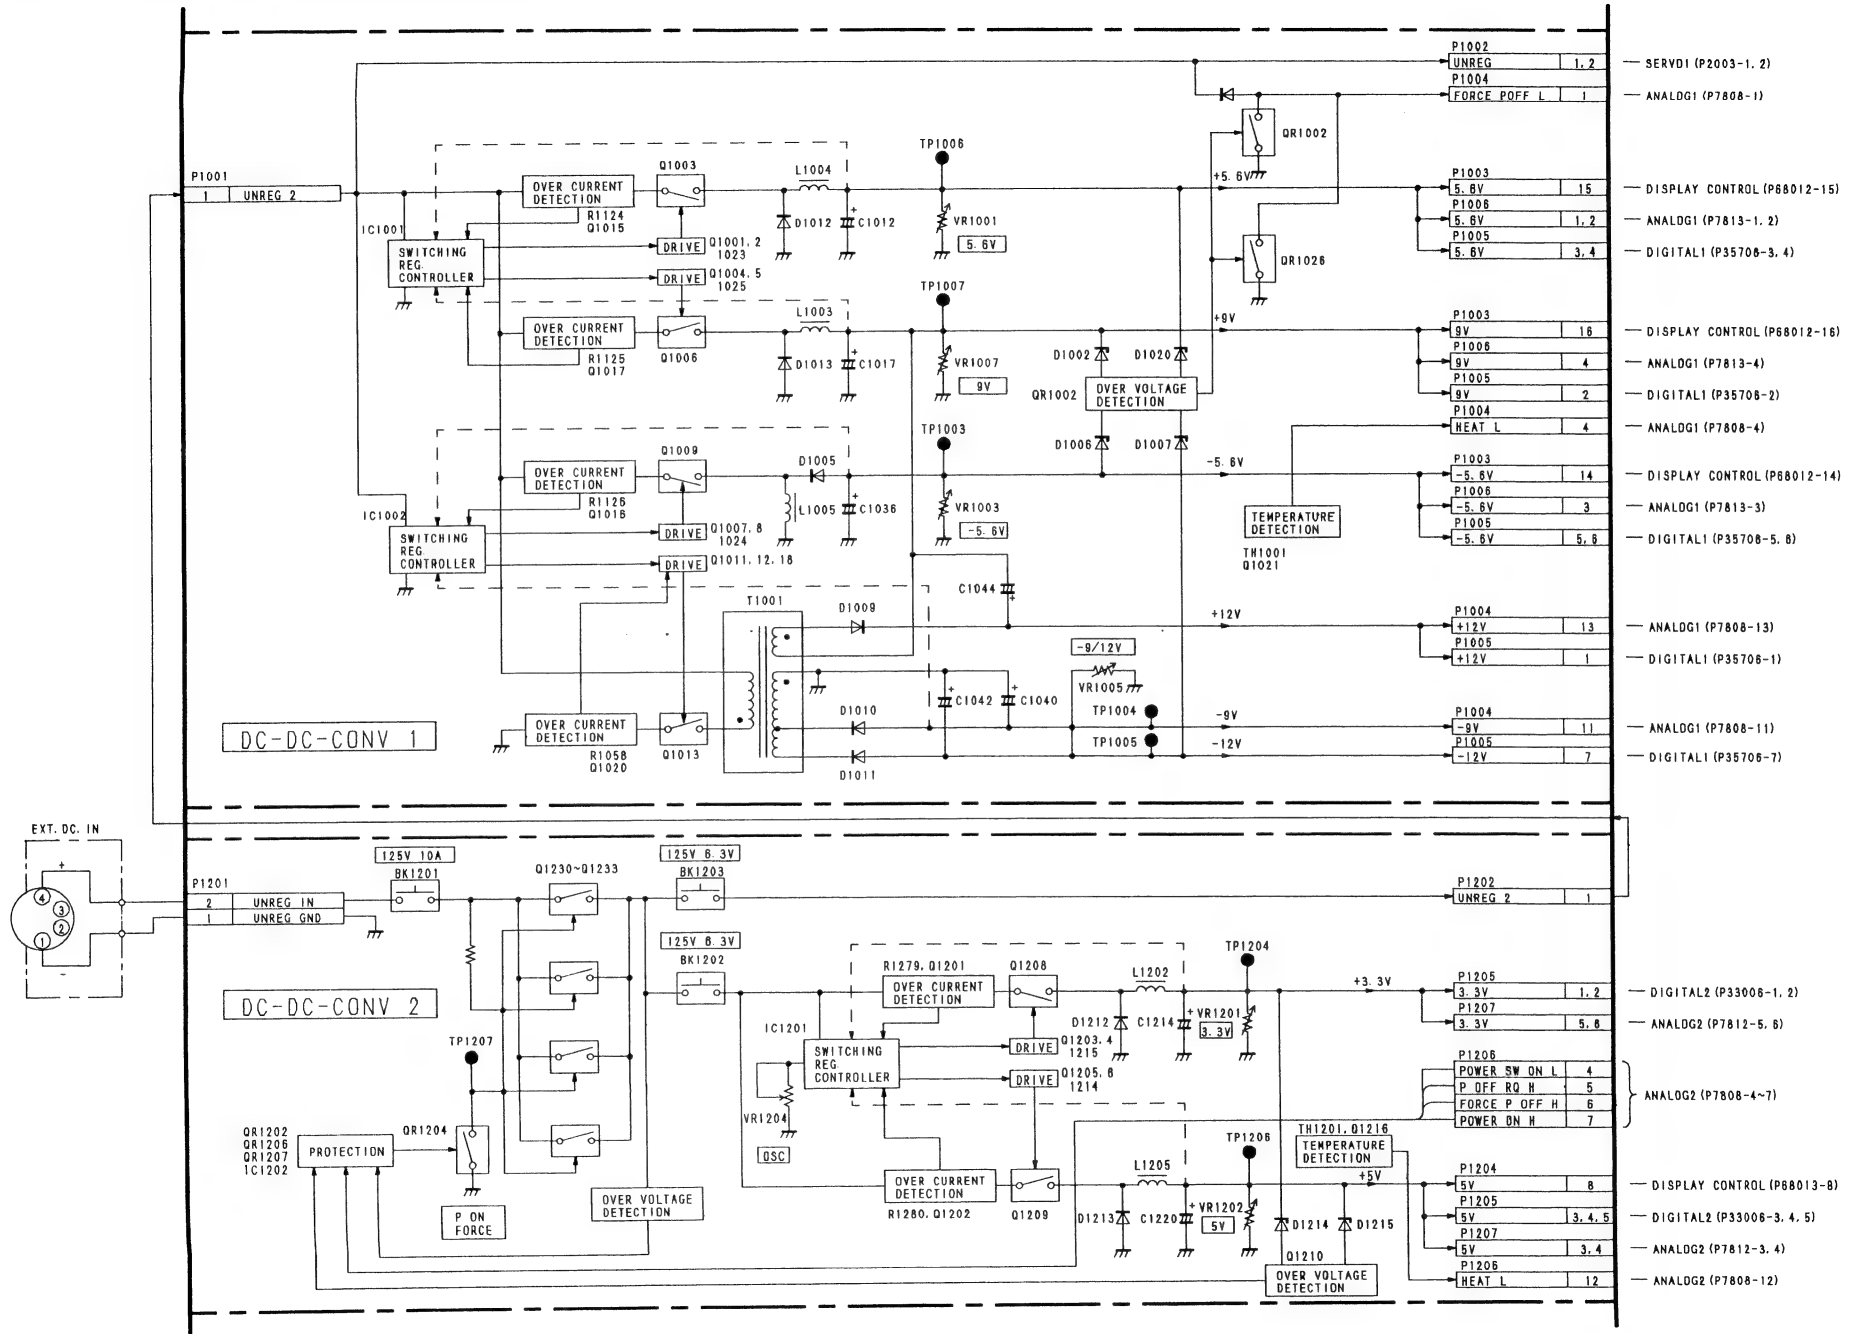 P1002
UNREG 1, 2 SERVO1 (P2003-1, 2)
P1004
FORCE POFF L 1 ANALOG1 (P7808-1)
QR1002
TP1006
P1001
1 UNREG 2
OVER CURRENT
DETECTION
R1124
Q1015
Q1003
L1004
D1012
C1012
+
VR1001
5. 6V
+5. 6V
P1003
5. 6V 15 DISPLAY CONTROL (P68012-15)
P1006
5. 6V 1, 2 ANALOG1 (P7813-1, 2)
P1005
5. 6V 3, 4 DIGITAL1 (P35706-3, 4)
IC1001
SWITCHING
REG.
CONTROLLER
DRIVE Q1001, 2
1023
DRIVE Q1004, 5
1025
QR1026
TP1007
OVER CURRENT
DETECTION
R1125
Q1017
Q1006
L1003
D1013
C1017
+
VR1007
9V
+9V
D1002
D1020
QR1002
OVER VOLTAGE
DETECTION
D1006
D1007
P1003
9V 16 DISPLAY CONTROL (P68012-16)
P1006
9V 4 ANALOG1 (P7813-4)
P1005
9V 2 DIGITAL1 (P35706-2)
P1004
HEAT L 4 ANALOG1 (P7808-4)
TP1003
OVER CURRENT
DETECTION
R1126
Q1016
Q1009
D1005
L1005
C1036
+
VR1003
-5. 6V
-5. 6V
P1003
-5. 6V 14 DISPLAY CONTROL (P68012-14)
P1006
-5. 6V 3 ANALOG1 (P7813-3)
P1005
-5. 6V 5, 6 DIGITAL1 (P35706-5, 6)
TEMPERATURE
DETECTION
TH1001
Q1021
IC1002
SWITCHING
REG.
CONTROLLER
DRIVE Q1007, 8
1024
DRIVE Q1011, 12, 18
T1001
D1009
C1044
+
+12V
P1004
+12V 13 ANALOG1 (P7808-13)
P1005
+12V 1 DIGITAL1 (P35706-1)
-9/12V
VR1005
+
C1042
+
C1040
D1010
D1011
TP1004
TP1005
-9V
-12V
P1004
-9V 11 ANALOG1 (P7808-11)
P1005
-12V 7 DIGITAL1 (P35706-7)
OVER CURRENT
DETECTION
R1058
Q1020
Q1013
DC-DC-CONV 1
EXT. DC. IN
+
4
3
2
1
-
P1201
2 UNREG IN
1 UNREG GND
125V 10A
BK1201
Q1230~Q1233
125V 6. 3V
BK1203
P1202
UNREG 2 1
125V 6. 3V
BK1202
DC-DC-CONV 2
TP1207
R1279, Q1201
OVER CURRENT
DETECTION
Q1208
L1202
D1212
C1214
+
VR1201
3. 3V
TP1204
+3. 3V
P1205
3. 3V 1, 2 DIGITAL2 (P33006-1, 2)
P1207
3. 3V 5, 6 ANALOG2 (P7812-5, 6)
IC1201
SWITCHING
REG.
CONTROLLER
DRIVE Q1203, 4
1215
DRIVE Q1205, 6
1214
VR1204
OSC
P1206
POWER SW ON L 4
P OFF RQ H 5
FORCE P OFF H 6
POWER ON H 7
ANALOG2 (P7808-4~7)
QR1202
QR1206
QR1207
IC1202
PROTECTION
QR1204
P ON
FORCE
OVER VOLTAGE
DETECTION
OVER CURRENT
DETECTION
R1280, Q1202
Q1209
L1205
D1213
C1220
+
VR1202
5V
TP1206
TH1201, Q1216
TEMPERATURE
DETECTION
+5V
D1214
D1215
Q1210
OVER VOLTAGE
DETECTION
P1204
5V 8 DISPLAY CONTROL (P68013-8)
P1205
5V 3, 4, 5 DIGITAL2 (P33006-3, 4, 5)
P1207
5V 3, 4 ANALOG2 (P7812-3, 4)
P1206
HEAT L 12 ANALOG2 (P7808-12)